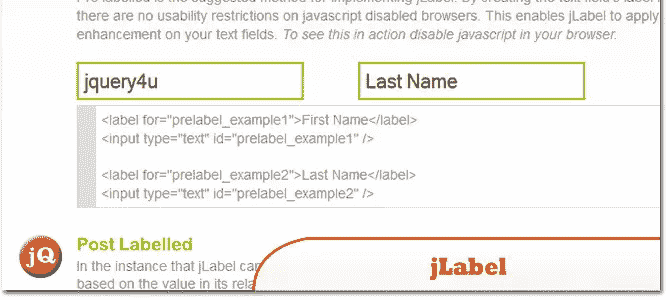 labelled is the suggested method for implementing jLabel. By creating the text field's label
there are no usability restrictions on javascript disabled browsers. This enables jLabel to apply
enhancement on your text fields. To see this in action disable javascript in your browser.
jquery4u Last Name
<label for="prelabel_example1">First Name</label>
<input type="text" id="prelabel_example1" />
<label for="prelabel_example2">Last Name</label>
<input type="text" id="prelabel_example2" />
jQ
Post Labelled
In the instance that jLabel can
based on the value in its rela
jLabel